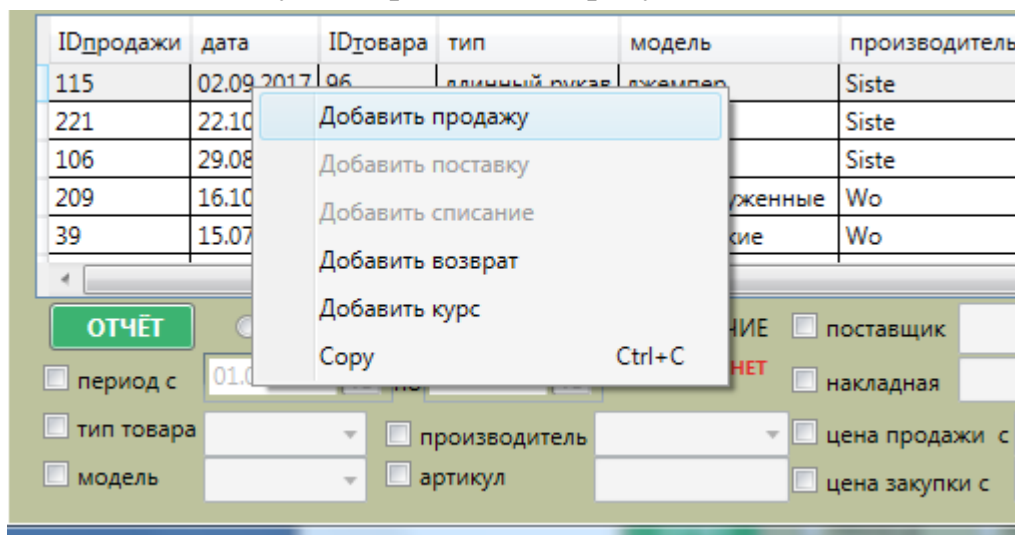 IDпродажи дата IDтовара тип модель производитель
115 02.09.2017 96 длинный рукав джемпер Siste
221 22.10 Siste
106 29.08 Siste
209 16.10 уженные Wo
39 15.07 кие Wo
Добавить продажу
Добавить поставку
Добавить списание
Добавить возврат
Добавить курс
Copy Ctrl+C
ОТЧЁТ ЧИЕ поставщик
период с 01.0 по НЕТ накладная
тип товара производитель цена продажи с
модель артикул цена закупки с